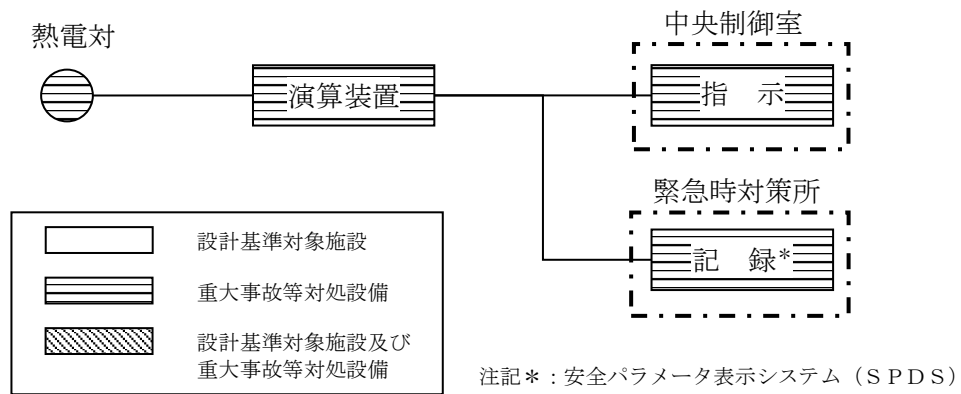 中央制御室
熱電対
演算装置
指　示
緊急時対策所
記　録*
設計基準対象施設
重大事故等対処設備
設計基準対象施設及び
重大事故等対処設備
注記＊：安全パラメータ表示システム（ＳＰＤＳ）